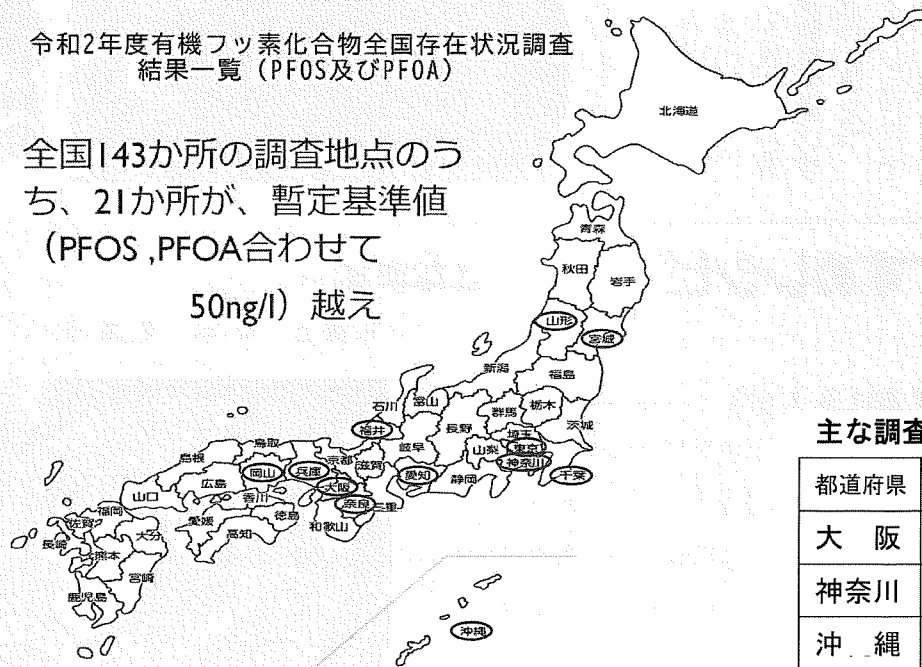 令和2年度有機フッ素化合物全国存在状況調査
結果一覧（PFOS及びPFOA）
全国143か所の調査地点のう
ち、21か所が、暫定基準値
（PFOS ,PFOA合わせて
50ng/l）越え
北海道
青森
秋田
岩手
山形
宮城
新潟
福島
石川
富山
群馬
栃木
茨城
福井
長野
埼玉
岐阜
山梨
東京
神奈川
千葉
愛知
静岡
鳥取
島根
京都
滋賀
岡山
兵庫
広島
大阪
奈良
三重
山口
香川
徳島
和歌山
愛媛
高知
福岡
佐賀
大分
長崎
熊本
宮崎
鹿児島
沖縄
主な調査
都道府県
大 阪
神奈川
沖 縄